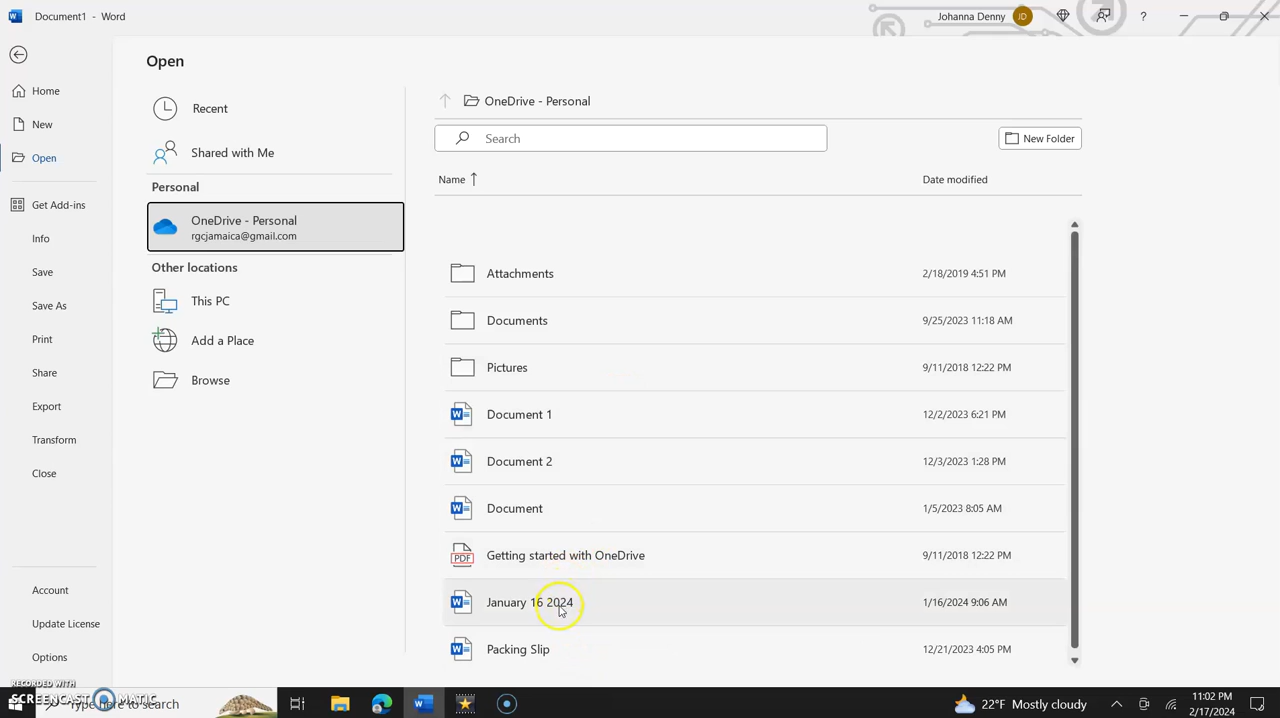 Document1 - Word
Johanna Denny
JD
?
Open
Home
New
Open
Get Add-ins
Info
Save
Save As
Print
Share
Export
Transform
Close
Account
Update License
Options
Recent
Shared with Me
Personal
OneDrive - Personal
rgcjamaica@gmail.com
Other locations
This PC
Add a Place
Browse
OneDrive - Personal
Search
New Folder
Name
Date modified
Attachments 2/18/2019 4:51 PM
Documents 9/25/2023 11:18 AM
Pictures 9/11/2018 12:22 PM
Document 1 12/2/2023 6:21 PM
Document 2 12/3/2023 1:28 PM
Document 1/5/2023 8:05 AM
PDF
Getting started with OneDrive 9/11/2018 12:22 PM
January 16 2024 1/16/2024 9:06 AM
Packing Slip 12/21/2023 4:05 PM
RECORDED WITH
SCREENCAST MATIC
Type here to search
22°F Mostly cloudy
11:02 PM
2/17/2024